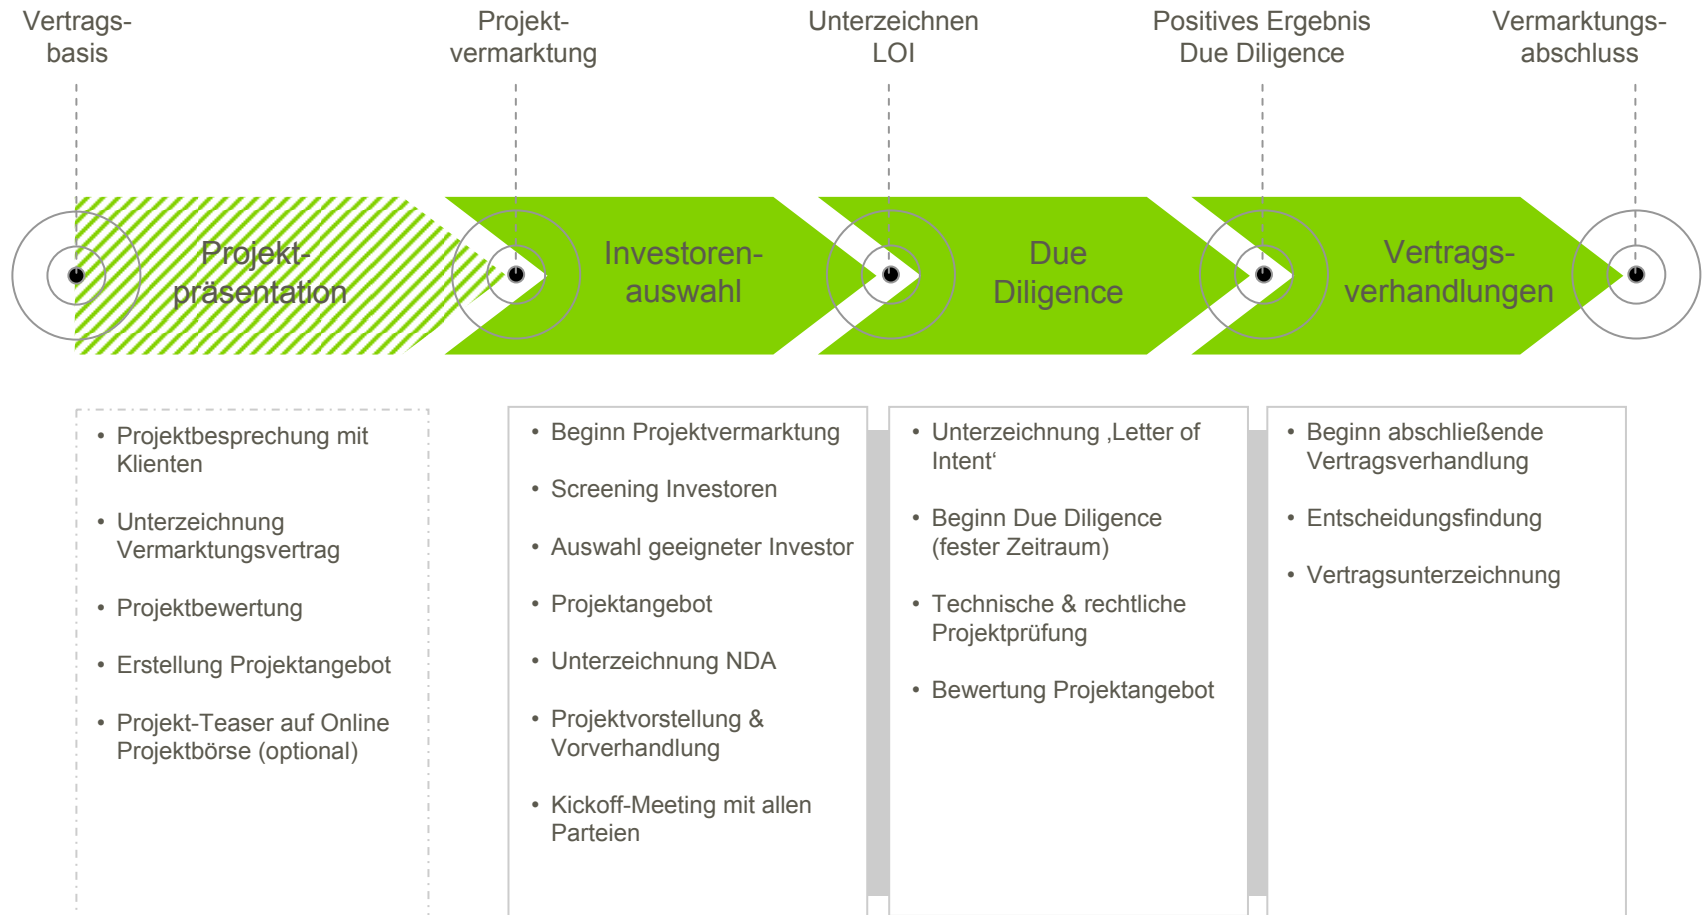 Vertrags-
basis
Projekt-
vermarktung
Unterzeichnen
LOI
Positives Ergebnis
Due Diligence
Vermarktungs-
abschluss
Projekt-
präsentation
Investoren-
auswahl
Due
Diligence
Vertrags-
verhandlungen
• Projektbesprechung mit
Klienten
• Unterzeichnung
Vermarktungsvertrag
• Projektbewertung
• Erstellung Projektangebot
• Projekt-Teaser auf Online
Projektbörse (optional)
• Beginn Projektvermarktung
• Screening Investoren
• Auswahl geeigneter Investor
• Projektangebot
• Unterzeichnung NDA
• Projektvorstellung &
Vorverhandlung
• Kickoff-Meeting mit allen
Parteien
• Unterzeichnung ‚Letter of
Intent‘
• Beginn Due Diligence
(fester Zeitraum)
• Technische & rechtliche
Projektprüfung
• Bewertung Projektangebot
• Beginn abschließende
Vertragsverhandlung
• Entscheidungsfindung
• Vertragsunterzeichnung